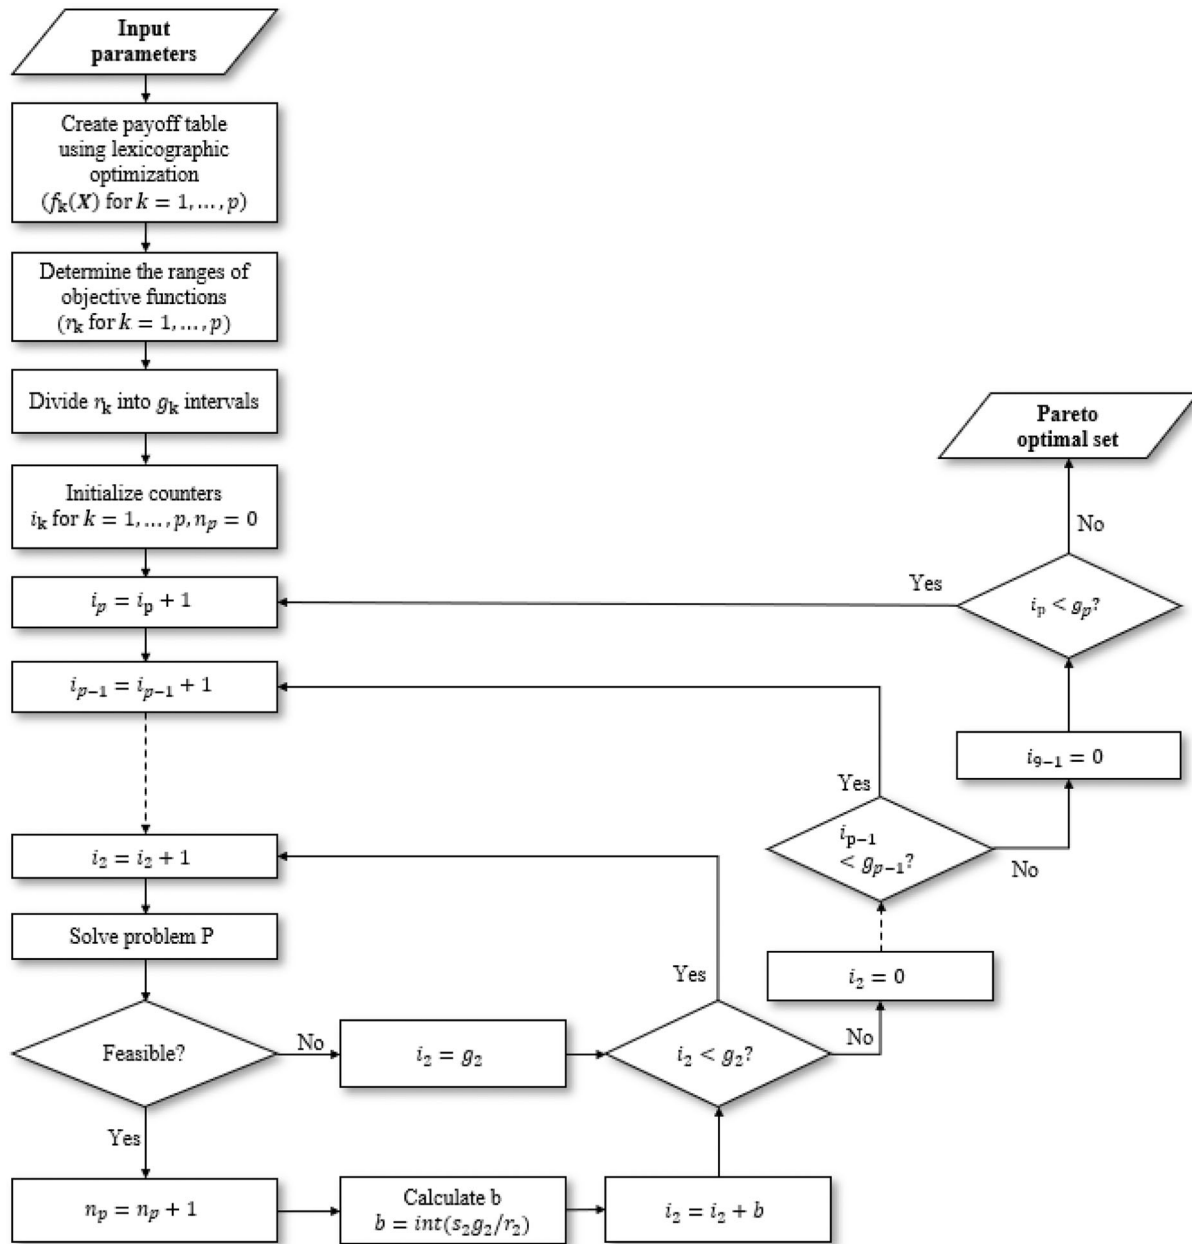 Input
parameters
Create payoff table
using lexicographic
optimization
(f_k(X) for k = 1, ..., p)
Determine the ranges of
objective functions
(r_k for k = 1, ..., p)
Divide r_k into g_k intervals
Initialize counters
i_k for k = 1, ..., p, n_p = 0
i_p = i_p + 1
i_{p-1} = i_{p-1} + 1
i_2 = i_2 + 1
Solve problem P
Feasible?
No
Yes
i_2 = g_2
n_p = n_p + 1
Calculate b
b = int(s_2g_2/r_2)
i_2 = i_2 + b
i_2 < g_2?
Yes
No
i_2 = 0
i_{p-1}
< g_{p-1}?
Yes
No
i_{9-1} = 0
i_p < g_p?
Yes
No
Pareto
optimal set